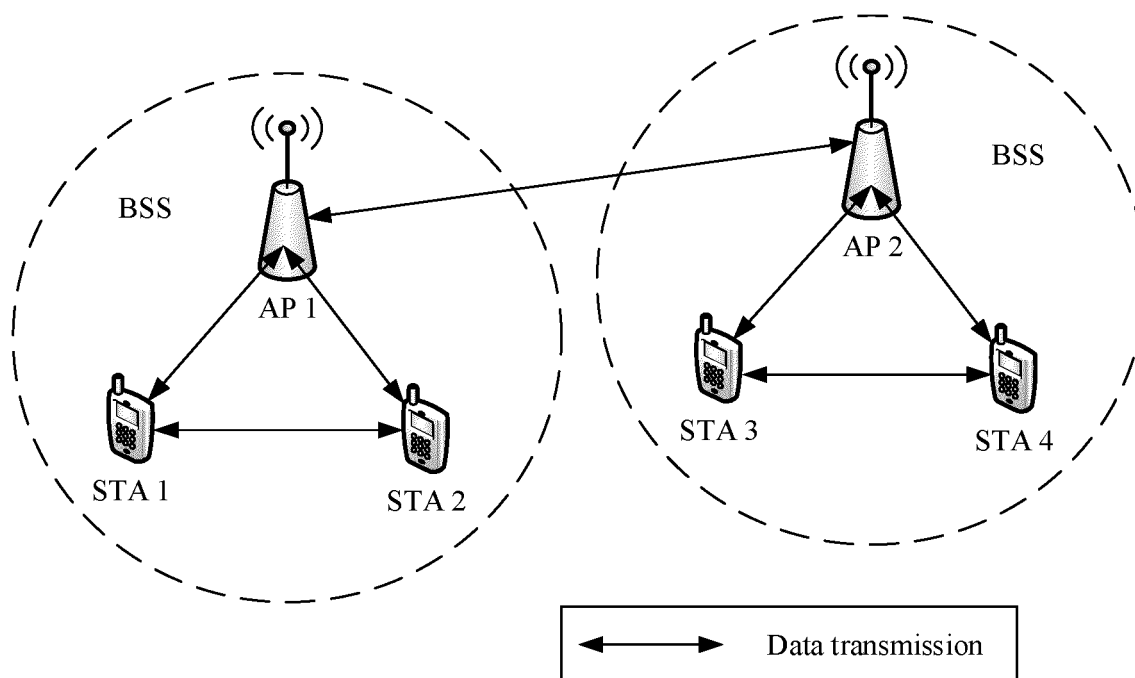 BSS
AP 1
STA 1
STA 2
BSS
AP 2
STA 3
STA 4
Data transmission